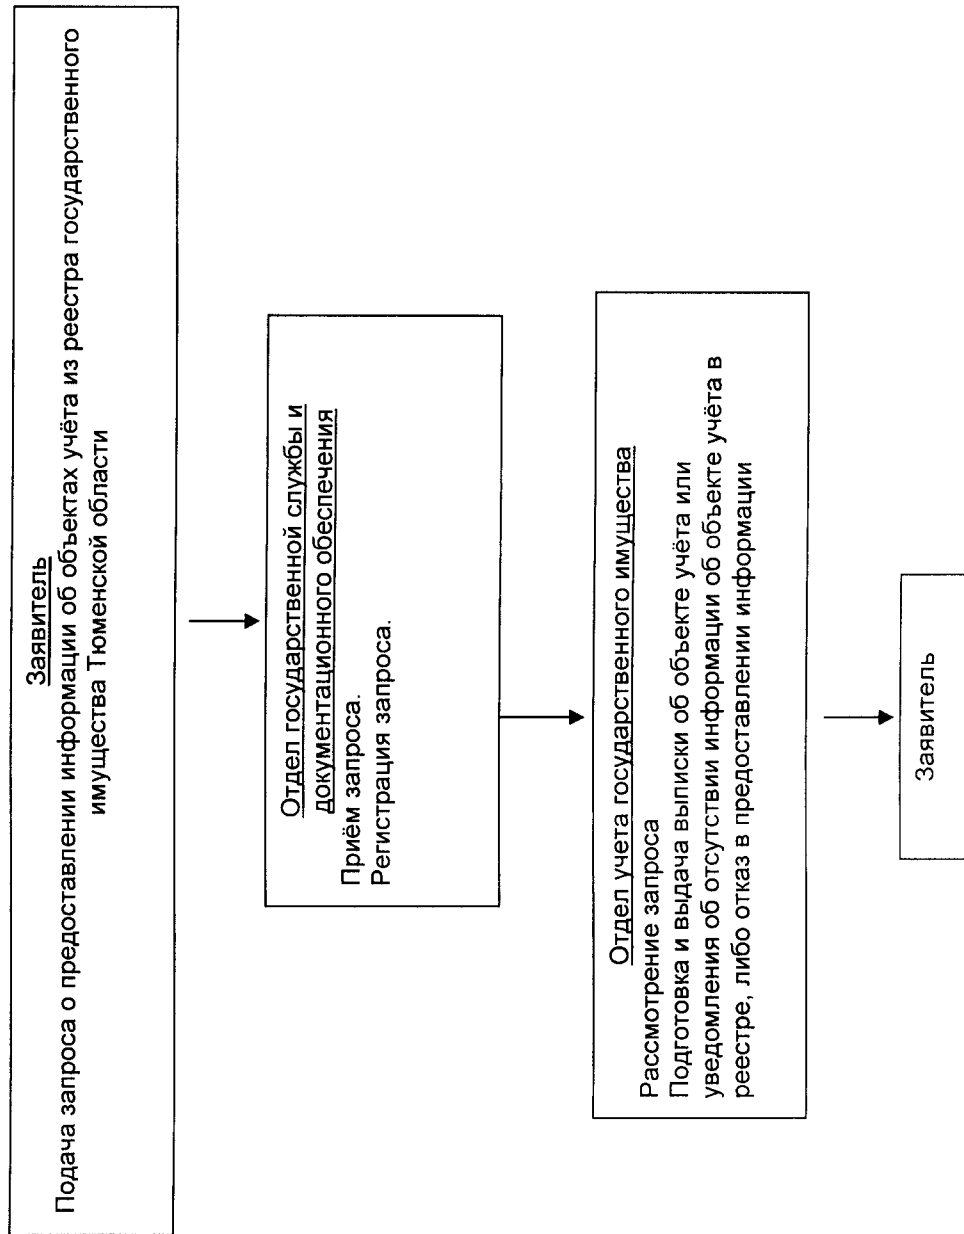 Заявитель
Подача запроса о предоставлении информации об объектах учёта из реестра государственного
имущества Тюменской области
Отдел государственной службы и
документационного обеспечения
Приём запроса.
Регистрация запроса.
Отдел учета государственного имущества
Рассмотрение запроса
Подготовка и выдача выписки об объекте учёта или
уведомления об отсутствии информации об объекте учёта в
реестре, либо отказ в предоставлении информации
Заявитель